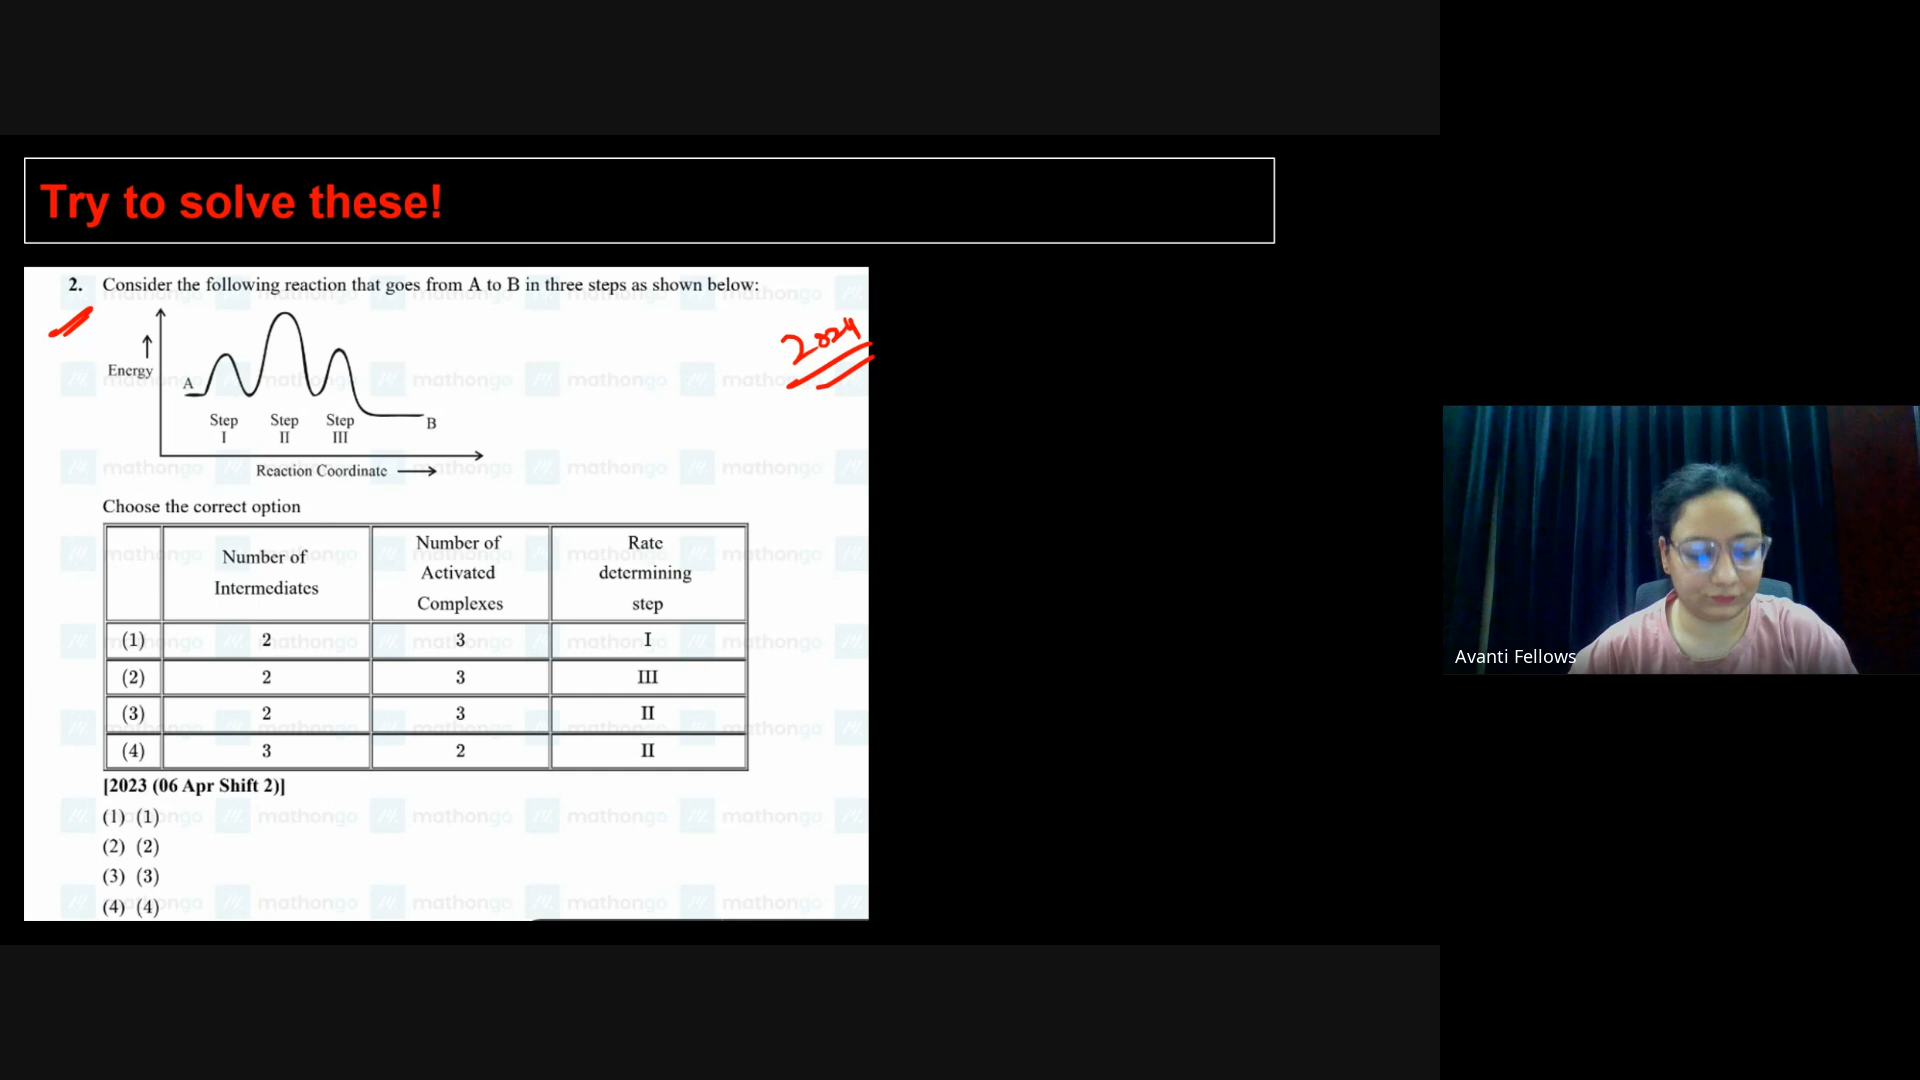 Try to solve these!
2. Consider the following reaction that goes from A to B in three steps as shown below:
2024
Energy
A
Step Step Step
I II III
B
Reaction Coordinate
Choose the correct option
Number of Intermediates Number of Activated Complexes Rate determining step
(1) 2 3 I
(2) 2 3 III
(3) 2 3 II
(4) 3 2 II
[2023 (06 Apr Shift 2)]
(1) (1)
(2) (2)
(3) (3)
(4) (4)
mathongo
Avanti Fellows